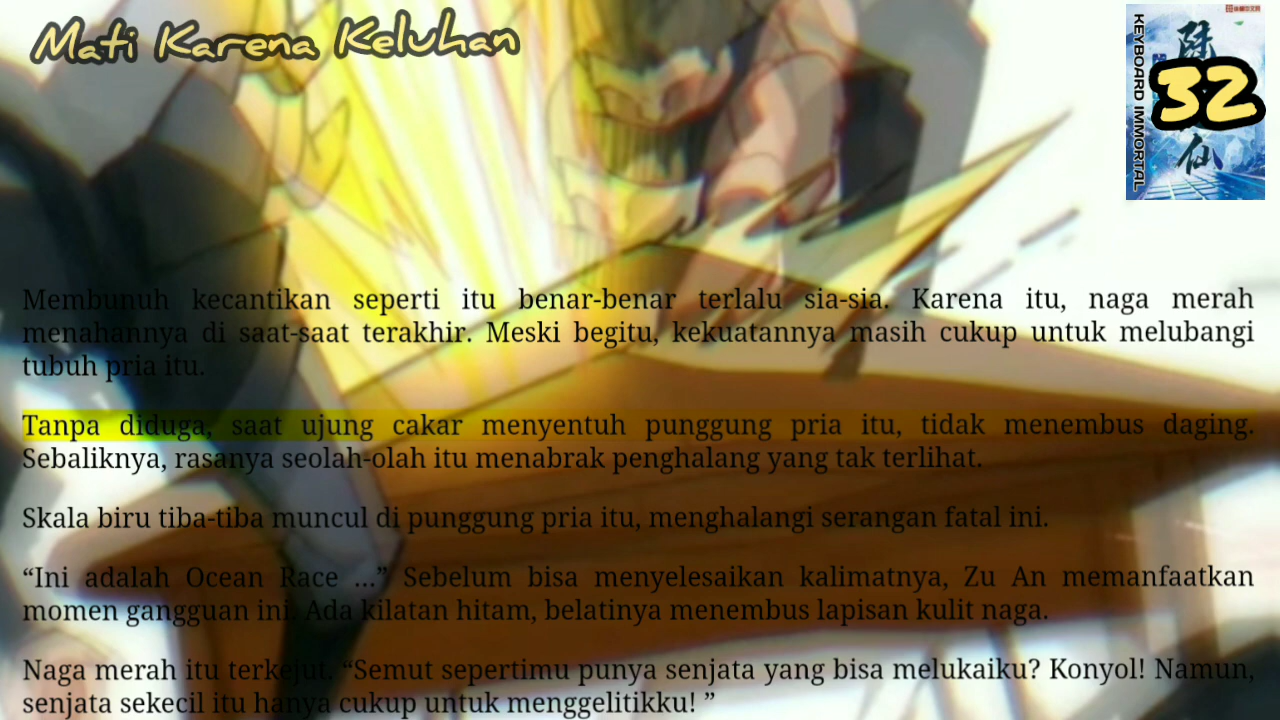 Mati Karena Keluhan
KEYBOARD IMMORTAL
陆
仙
32
Membunuh kecantikan seperti itu benar-benar terlalu sia-sia. Karena itu, naga merah
menahannya di saat-saat terakhir. Meski begitu, kekuatannya masih cukup untuk melubangi
tubuh pria itu.
Tanpa diduga, saat ujung cakar menyentuh punggung pria itu, tidak menembus daging.
Sebaliknya, rasanya seolah-olah itu menabrak penghalang yang tak terlihat.
Skala biru tiba-tiba muncul di punggung pria itu, menghalangi serangan fatal ini.
“Ini adalah Ocean Race ...” Sebelum bisa menyelesaikan kalimatnya, Zu An memanfaatkan
momen gangguan ini. Ada kilatan hitam, belatinya menembus lapisan kulit naga.
Naga merah itu terkejut. “Semut sepertimu punya senjata yang bisa melukaiku? Konyol! Namun,
senjata sekecil itu hanya cukup untuk menggelitikku! ”